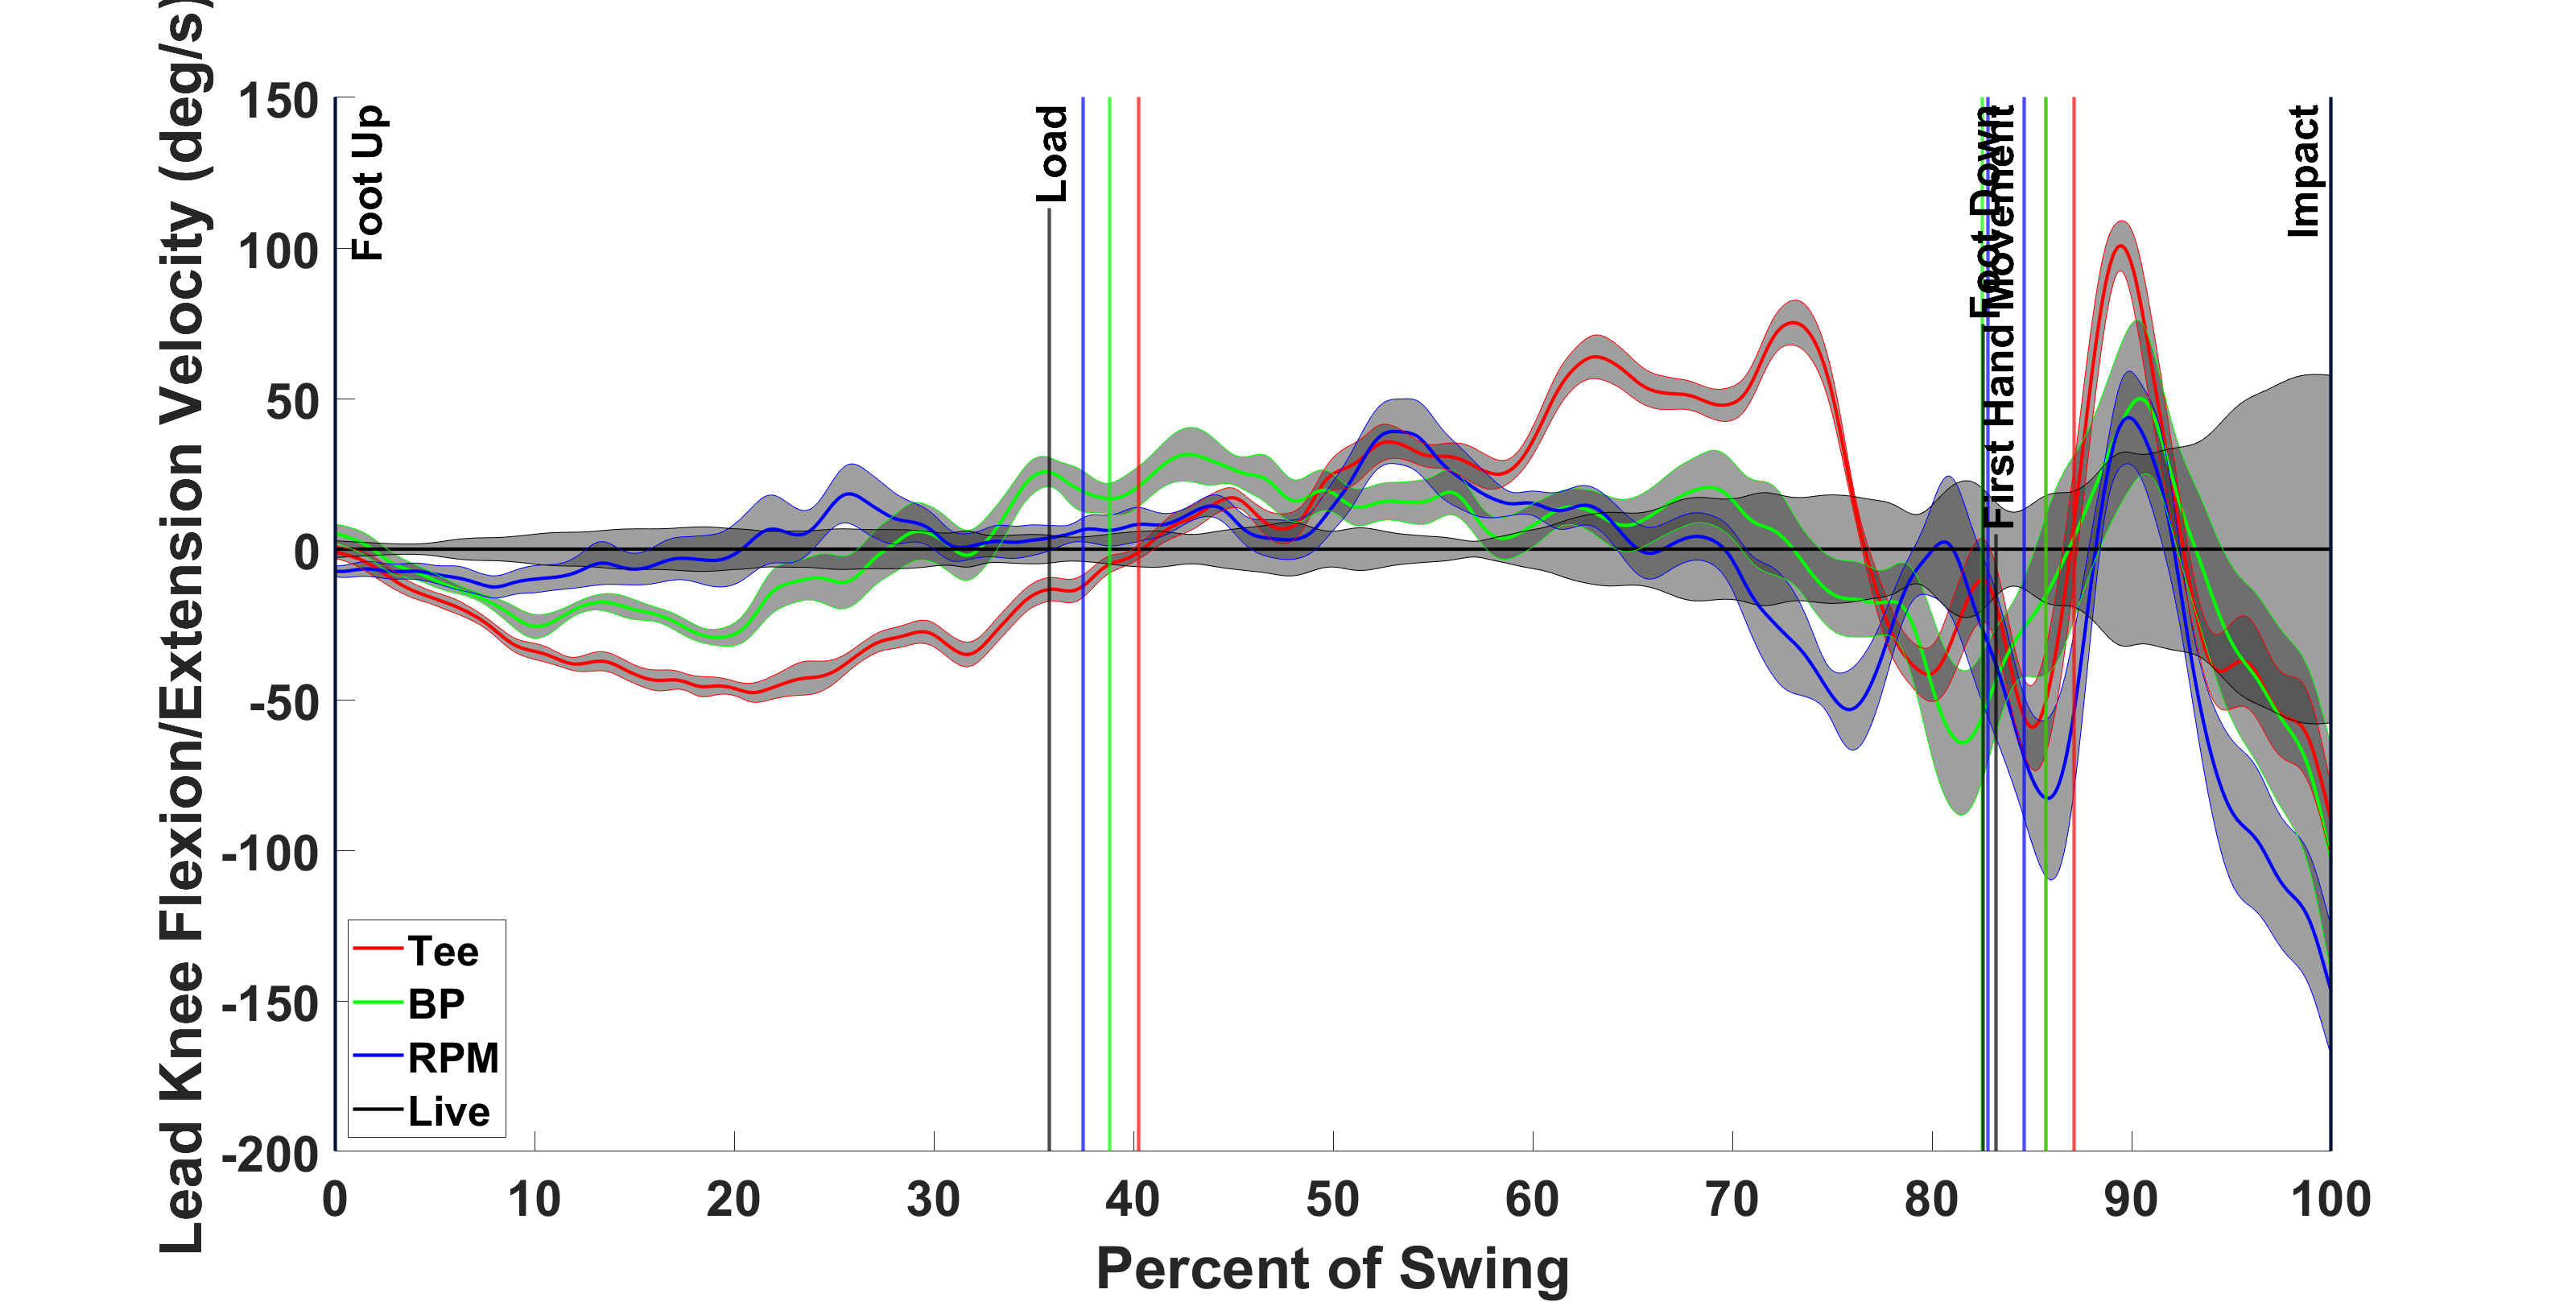 Lead Knee Flexion/Extension Velocity (deg/s)
150
100
50
0
-50
-100
-150
-200
Foot Up
Load
Foot Down
First Hand Movement
Impact
Tee
BP
RPM
Live
0 10 20 30 40 50 60 70 80 90 100
Percent of Swing